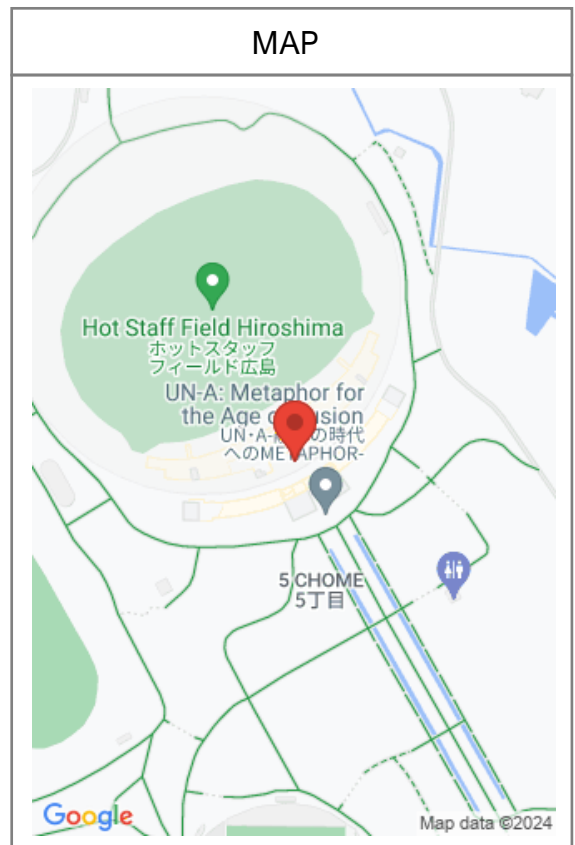 MAP
Hot Staff Field Hiroshima
ホットスタッフ
フィールド広島
UN-A: Metaphor for
the Age usion
UN・A- の時代
へのMETAPHOR-
5 CHOME
5丁目
Google
Map data ©2024